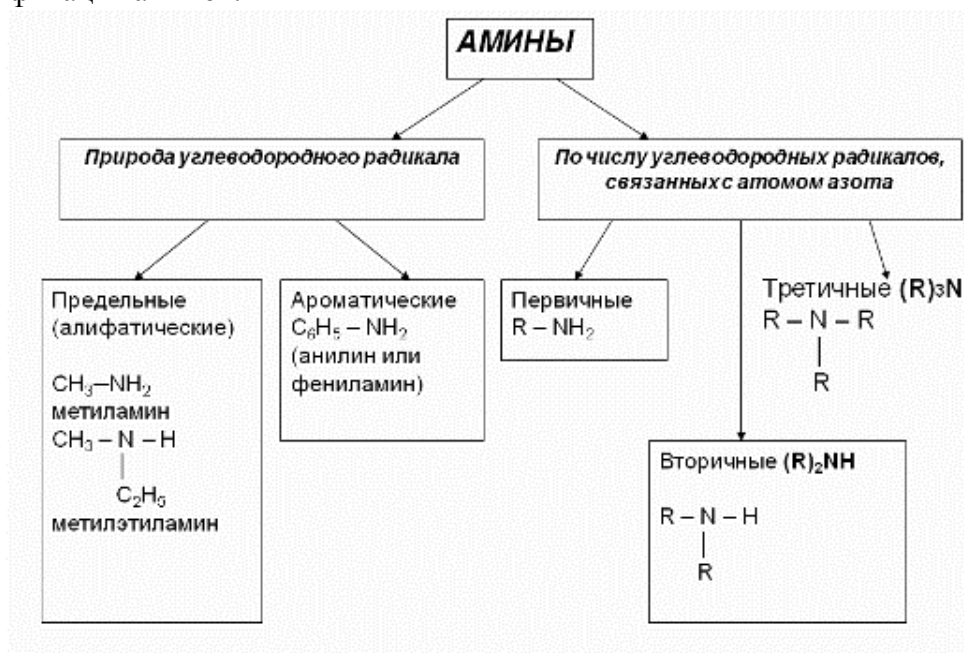 АМИНЫ
Природа углеводородного радикала
По числу углеводородных радикалов,
связанных с атомом азота
Предельные
(алифатические)
CH₃–NH₂
метиламин
CH₃ – N – H
|
C₂H₅
метилэтиламин
Ароматические
C₆H₅ – NH₂
(анилин или
фениламин)
Первичные
R – NH₂
Третичные (R)₃N
R – N – R
|
R
Вторичные (R)₂NH
R – N – H
|
R